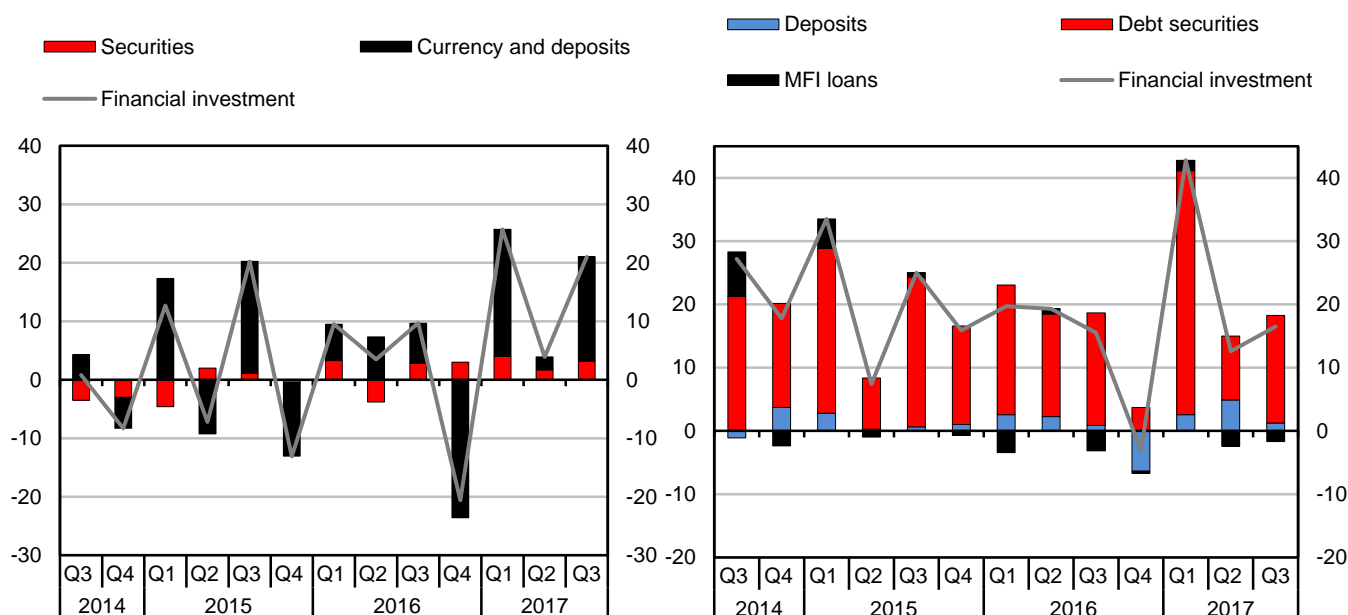 Securities
Currency and deposits
Financial investment
40
30
20
10
0
-10
-20
-30
40
30
20
10
0
-10
-20
-30
Q3 Q4 Q1 Q2 Q3 Q4 Q1 Q2 Q3 Q4 Q1 Q2 Q3
2014 2015 2016 2017
Deposits
Debt securities
MFI loans
Financial investment
40
30
20
10
0
-10
-20
40
30
20
10
0
-10
-20
Q3 Q4 Q1 Q2 Q3 Q4 Q1 Q2 Q3 Q4 Q1 Q2 Q3
2014 2015 2016 2017